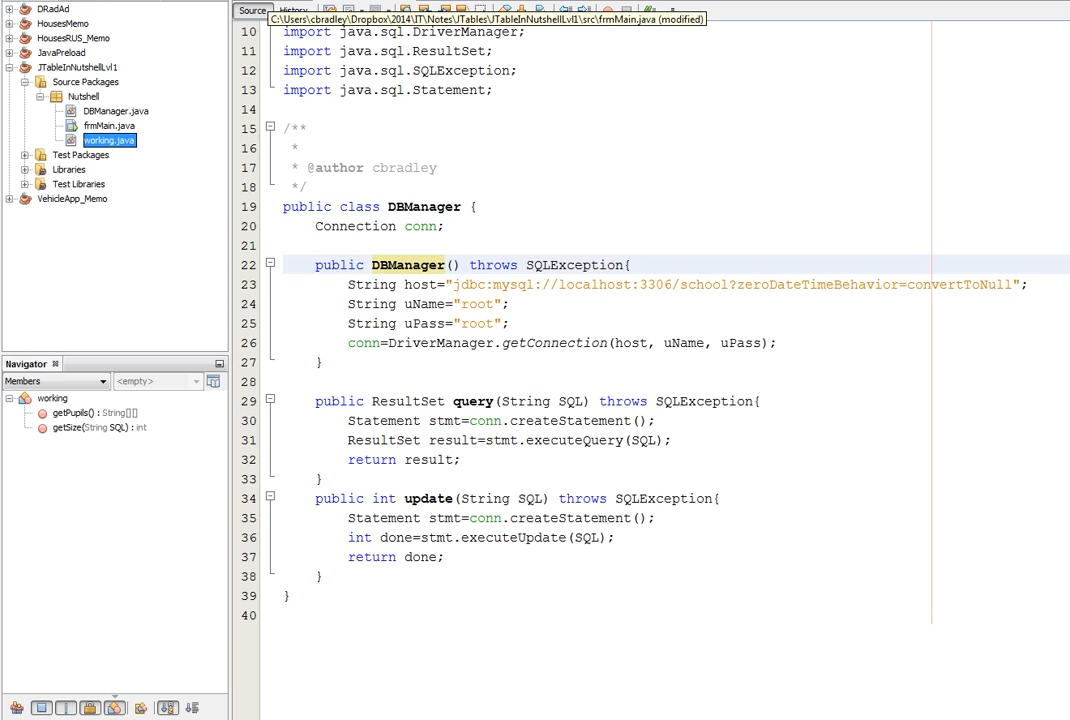 DRadAd
HousesMemo
HousesRUS_Memo
JavaPreload
JTableInNutshellLvl1
Source Packages
Nutshell
DBManager.java
frmMain.java
working.java
Test Packages
Libraries
Test Libraries
VehicleApp_Memo
Navigator
Members
<empty>
working
getPupils() : String[][]
getSize(String SQL) : int
Source
History
C:\Users\cbradley\Dropbox\2014\IT\Notes\JTables\JTableInNutshellLvl1\src\frmMain.java (modified)
10 import java.sql.DriverManager;
11 import java.sql.ResultSet;
12 import java.sql.SQLException;
13 import java.sql.Statement;
14
15 /**
16 *
17 * @author cbradley
18 */
19 public class DBManager {
20 Connection conn;
21
22 public DBManager() throws SQLException{
23 String host="jdbc:mysql://localhost:3306/school?zeroDateTimeBehavior=convertToNull";
24 String uName="root";
25 String uPass="root";
26 conn=DriverManager.getConnection(host, uName, uPass);
27 }
28
29 public ResultSet query(String SQL) throws SQLException{
30 Statement stmt=conn.createStatement();
31 ResultSet result=stmt.executeQuery(SQL);
32 return result;
33 }
34 public int update(String SQL) throws SQLException{
35 Statement stmt=conn.createStatement();
36 int done=stmt.executeUpdate(SQL);
37 return done;
38 }
39 }
40